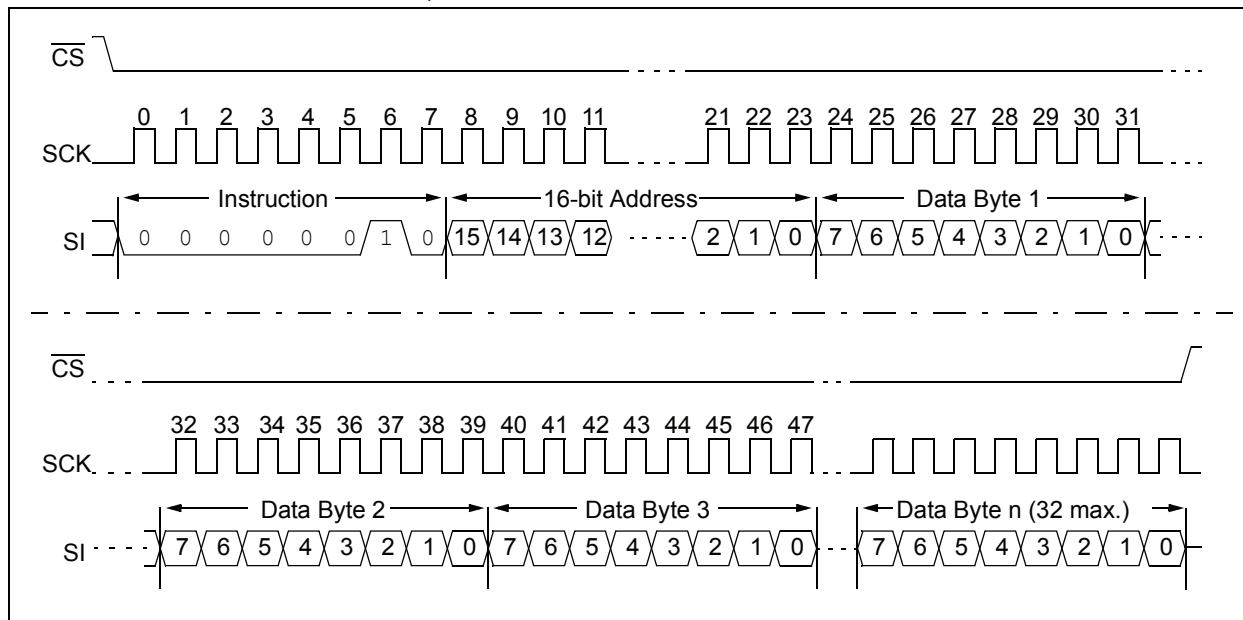 CS
0 1 2 3 4 5 6 7 8 9 10 11 21 22 23 24 25 26 27 28 29 30 31
SCK
Instruction 16-bit Address Data Byte 1
SI 0 0 0 0 0 0 1 0 15 14 13 12 2 1 0 7 6 5 4 3 2 1 0
CS
32 33 34 35 36 37 38 39 40 41 42 43 44 45 46 47
SCK
Data Byte 2 Data Byte 3 Data Byte n (32 max.)
SI 7 6 5 4 3 2 1 0 7 6 5 4 3 2 1 0 7 6 5 4 3 2 1 0